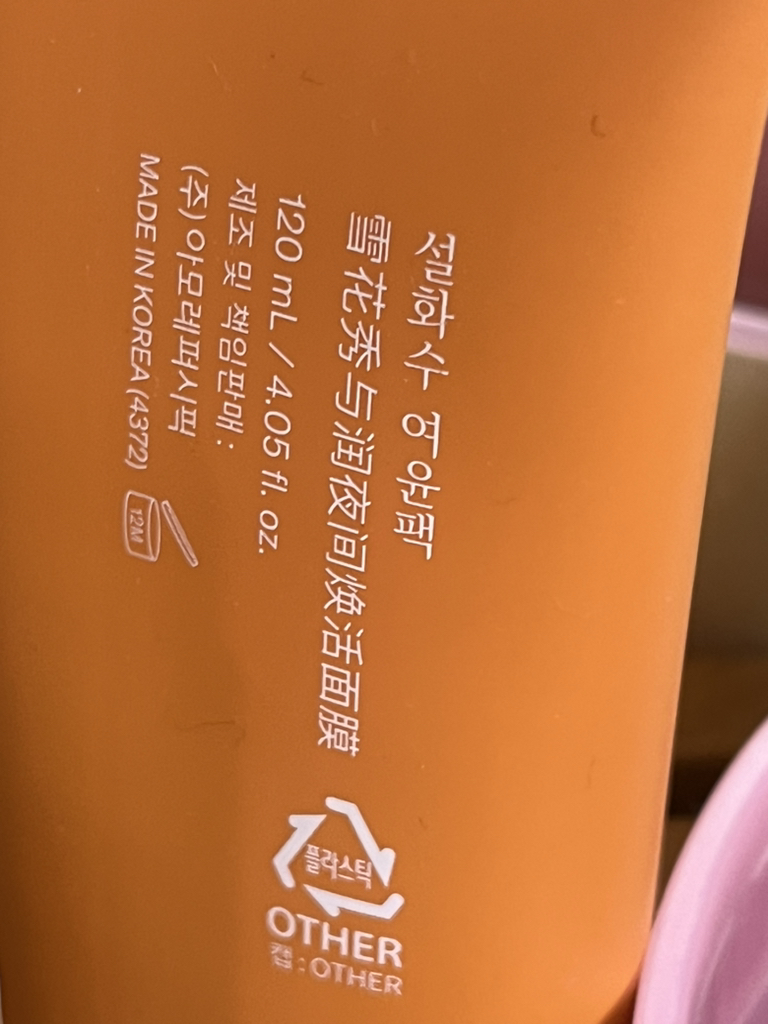 설화수 여윤팩
雪花秀与润夜间焕活面膜
120 mL / 4.05 fl. oz.
제조 및 책임판매 :
(주)아모레퍼시픽
MADE IN KOREA (4372)
12M
플라스틱
OTHER
캡 : OTHER